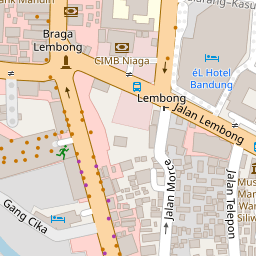 Braga
Lembong
CIMB Niaga
éL Hotel
Bandung
Lembong
Jalan Lembong
Jalan Morce
Jalan Telepon
Gang Cika
Mus
Ma
War
Siliw